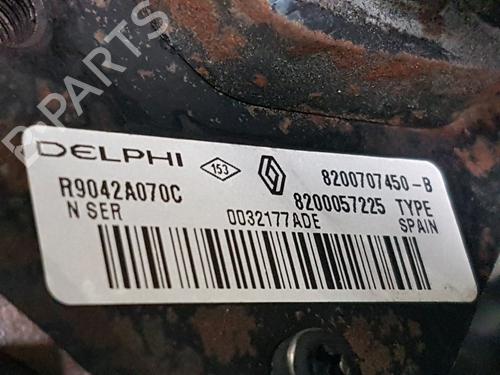 B-PARTS
DELPHI 153 8200707450-B
R9042A070C 8200057225 TYPE
N SER 0032177ADE SPAIN